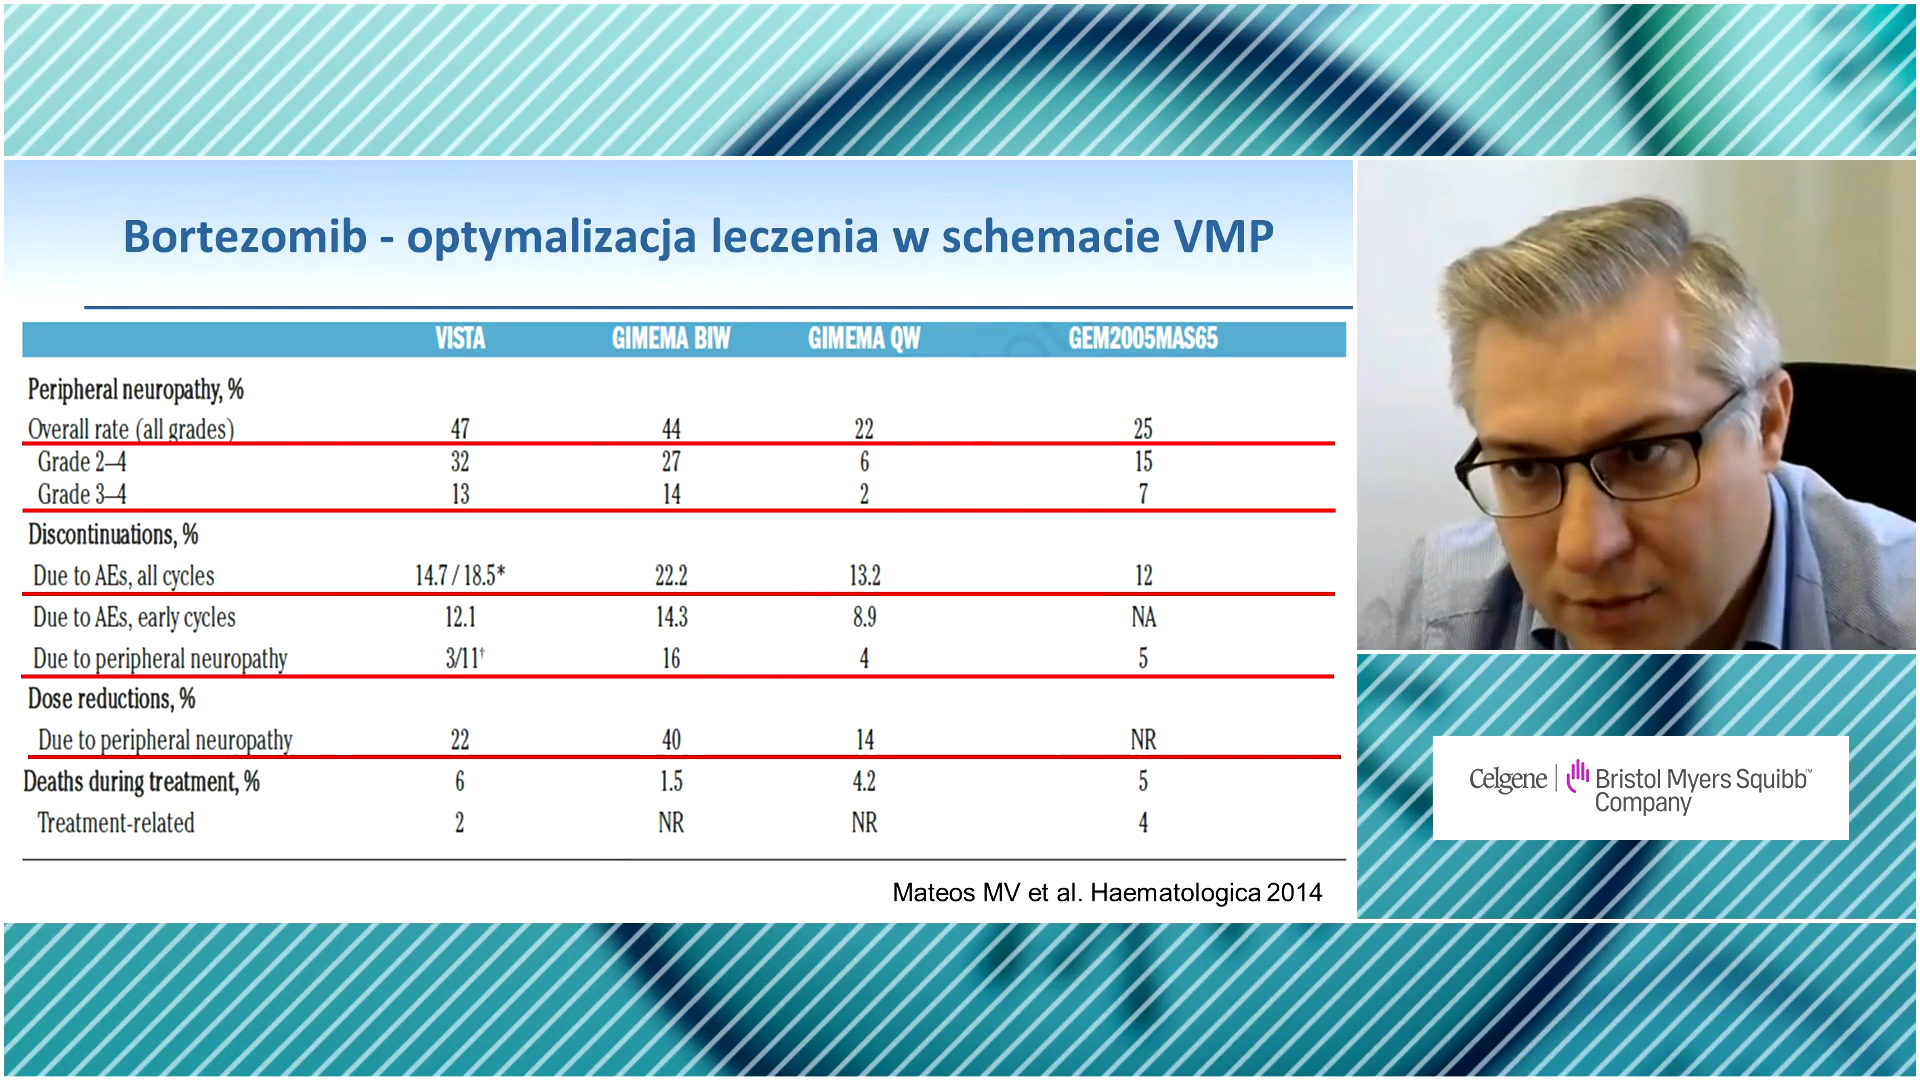 Bortezomib - optymalizacja leczenia w schemacie VMP
VISTA GIMEMA BIW GIMEMA QW GEM2005MAS65
Peripheral neuropathy, %
Overall rate (all grades) 47 44 22 25
Grade 2–4 32 27 6 15
Grade 3–4 13 14 2 7
Discontinuations, %
Due to AEs, all cycles 14.7 / 18.5* 22.2 13.2 12
Due to AEs, early cycles 12.1 14.3 8.9 NA
Due to peripheral neuropathy 3/11† 16 4 5
Dose reductions, %
Due to peripheral neuropathy 22 40 14 NR
Deaths during treatment, % 6 1.5 4.2 5
Treatment-related 2 NR NR 4
Mateos MV et al. Haematologica 2014
Celgene | Bristol Myers Squibb™
Company